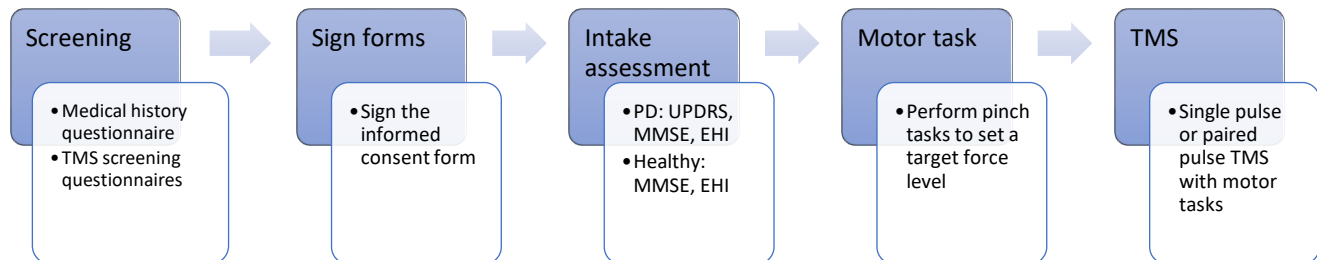 Screening
•Medical history
questionnaire
•TMS screening
questionnaires
Sign forms
•Sign the
informed
consent form
Intake
assessment
•PD: UPDRS,
MMSE, EHI
•Healthy:
MMSE, EHI
Motor task
•Perform pinch
tasks to set a
target force
level
TMS
•Single pulse
or paired
pulse TMS
with motor
tasks